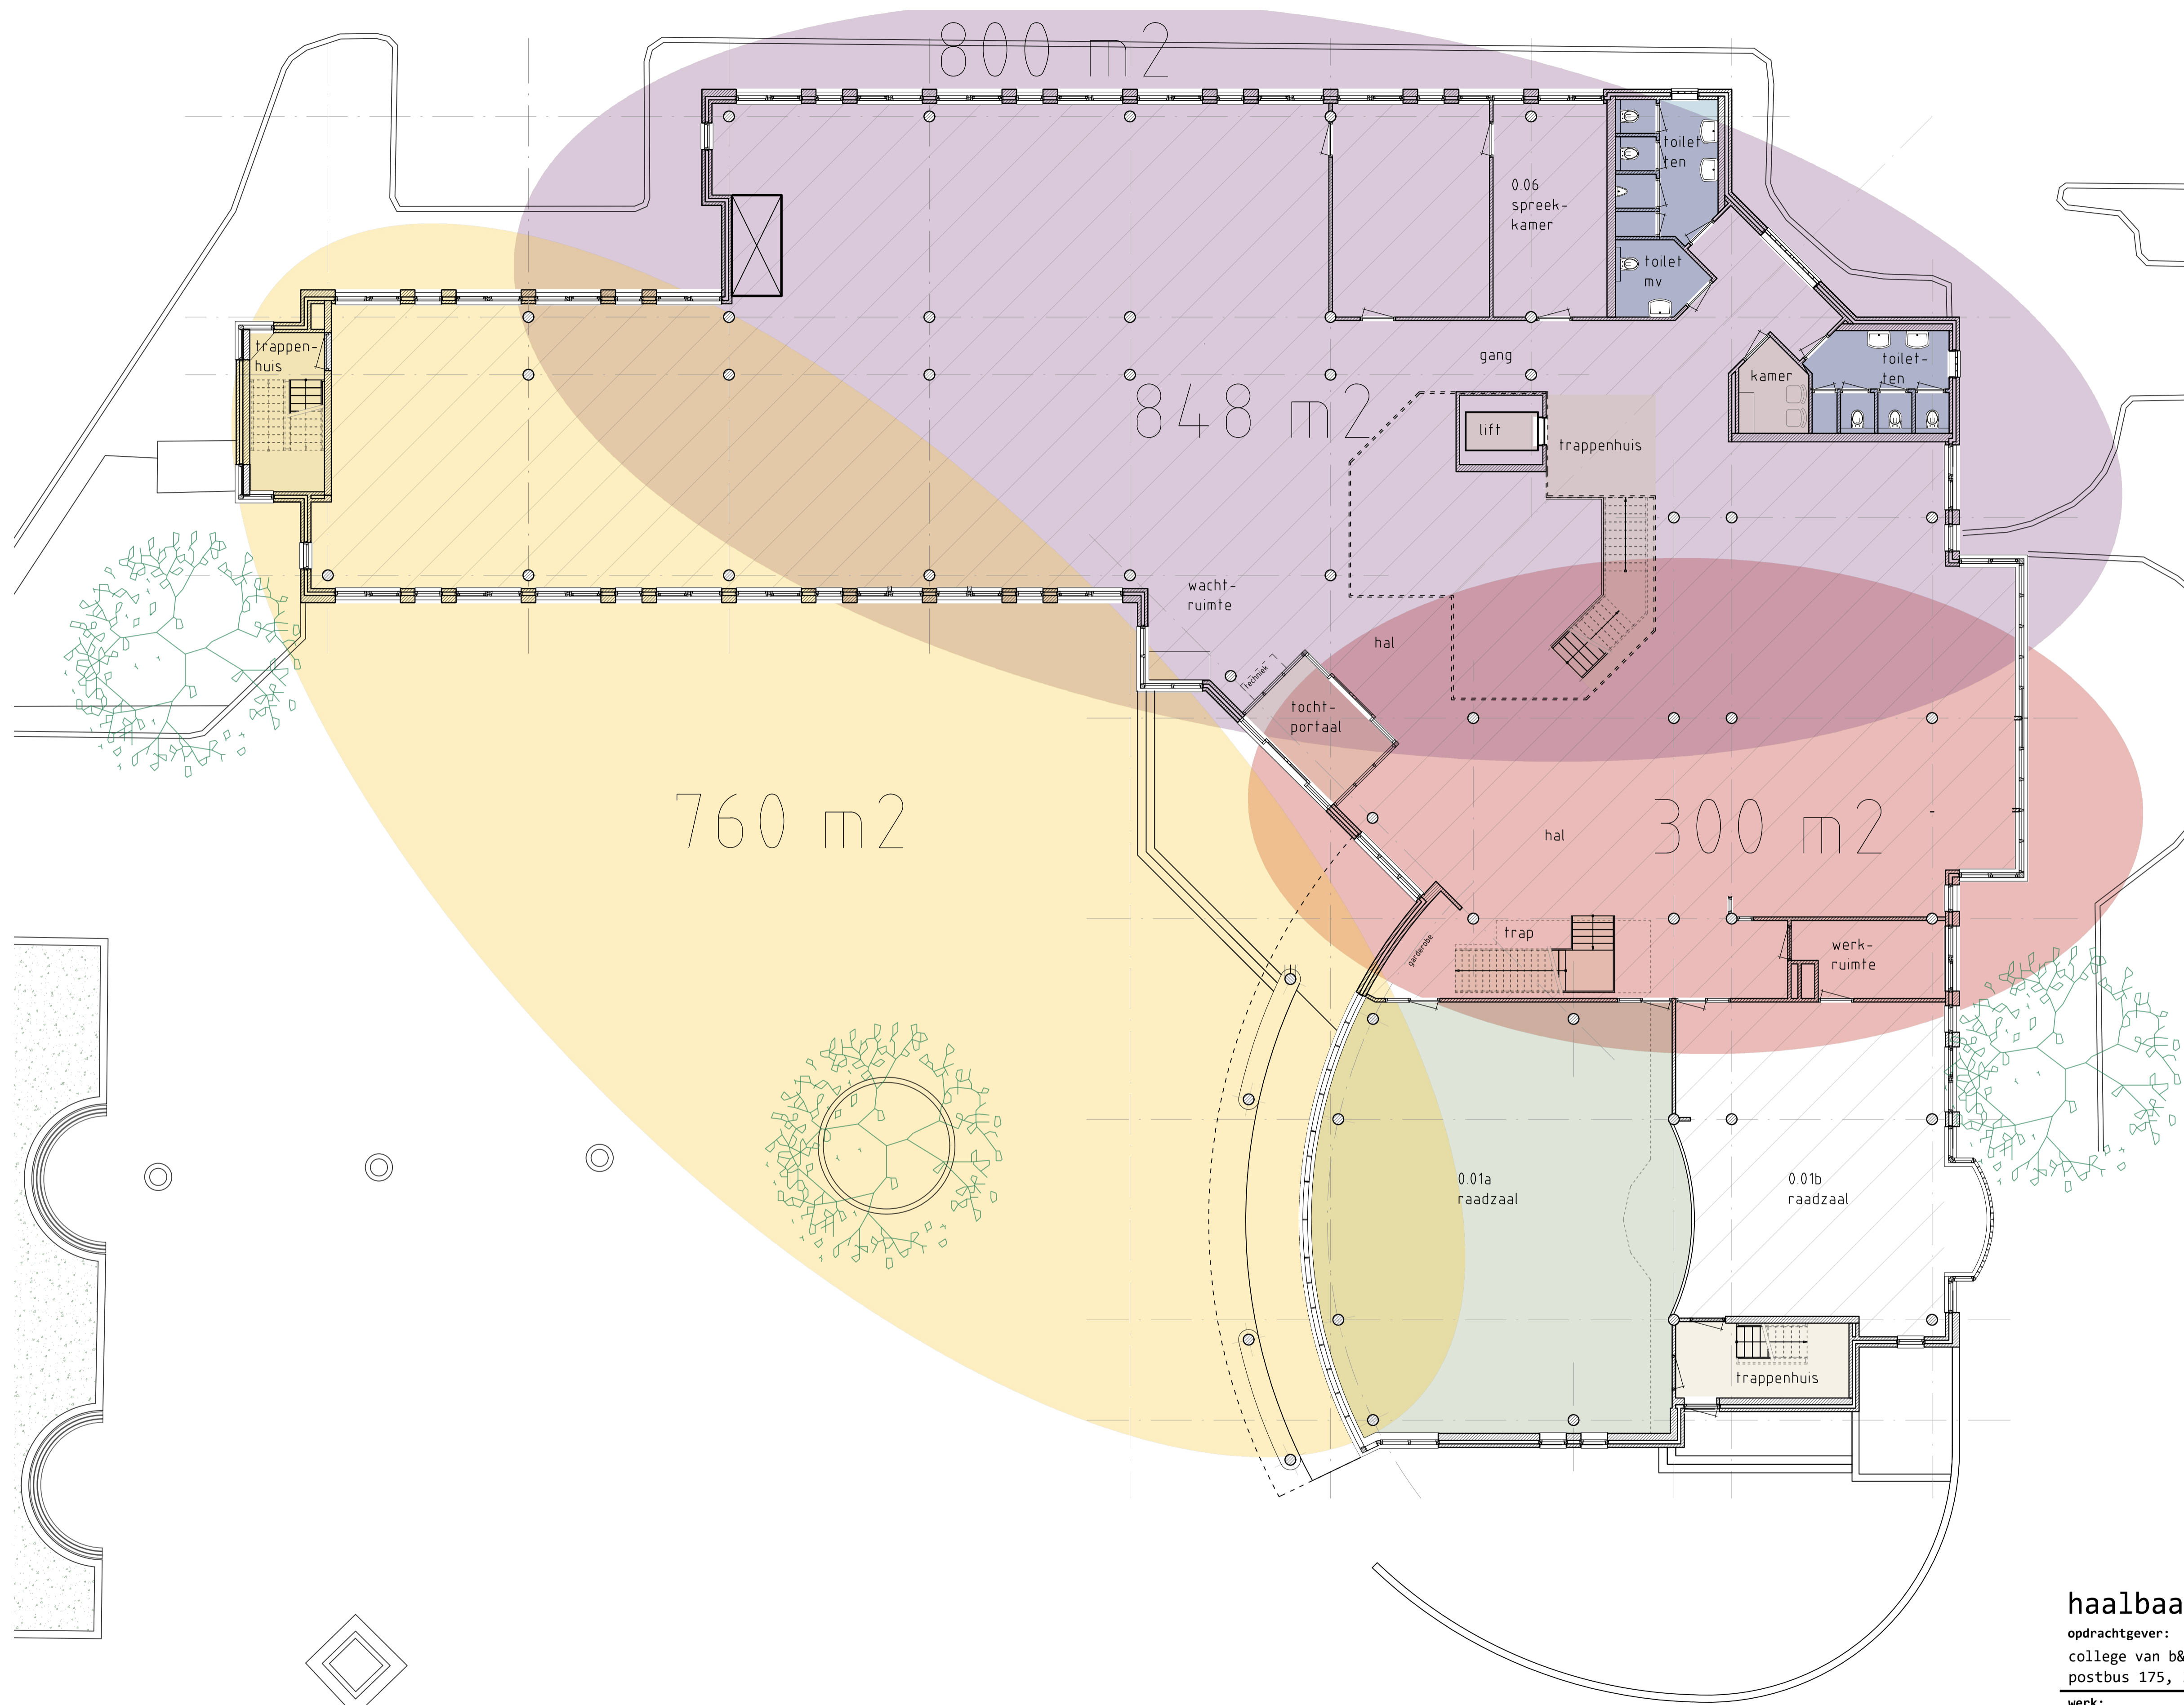 800 m2
toilet
ten
0.06
spreek-
kamer
toilet
mv
trappen-
huis
gang
toilet-
ten
kamer
848 m2
lift
trappenhuis
wacht-
ruimte
hal
techniek
tocht-
portaal
760 m2
hal
300 m2
trap
garderobe
werk-
ruimte
0.01a
raadzaal
0.01b
raadzaal
trappenhuis
haalbaa
opdrachtgever:
college van b&
postbus 175,
werk: